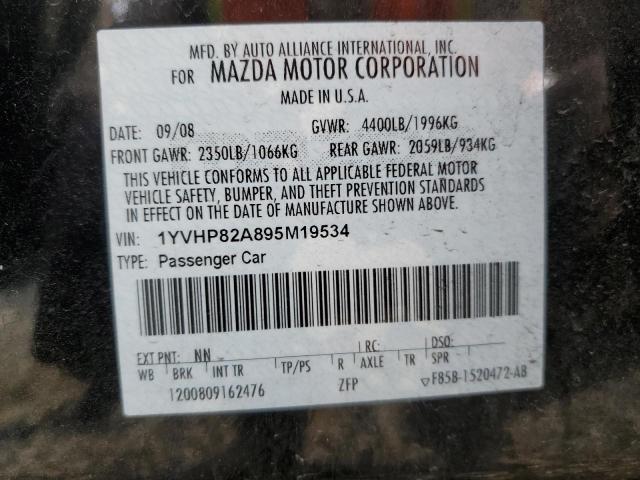 MFD. BY AUTO ALLIANCE INTERNATIONAL, INC.
FOR MAZDA MOTOR CORPORATION
MADE IN U.S.A.
DATE: 09/08 GVWR: 4400LB/1996KG
FRONT GAWR: 2350LB/1066KG REAR GAWR: 2059LB/934KG
THIS VEHICLE CONFORMS TO ALL APPLICABLE FEDERAL MOTOR
VEHICLE SAFETY, BUMPER, AND THEFT PREVENTION STANDARDS
IN EFFECT ON THE DATE OF MANUFACTURE SHOWN ABOVE.
VIN: 1YVHP82A895M19534
TYPE: Passenger Car
EXT PNT: NN RC: DSO:
WB BRK INT TR TP/PS R AXLE TR SPR
1200809162476 ZFP F85B-1520472-AB